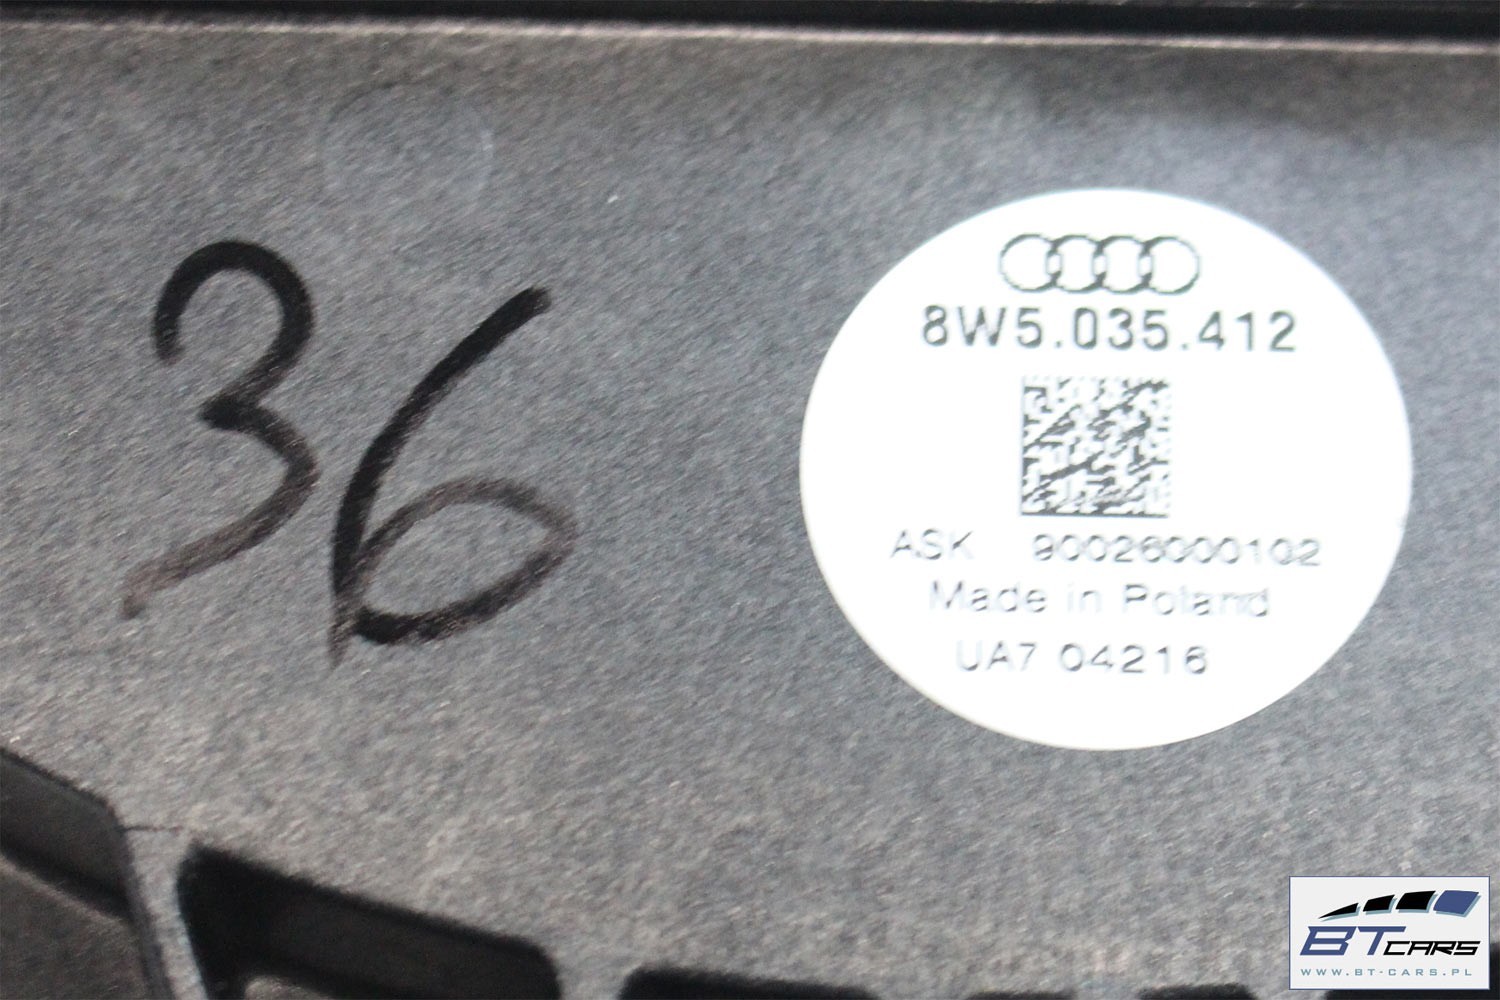 36
8W5.035.412
ASK 90026000102
Made in Poland
UA7 04216
BT CARS
WWW.BT-CARS.PL